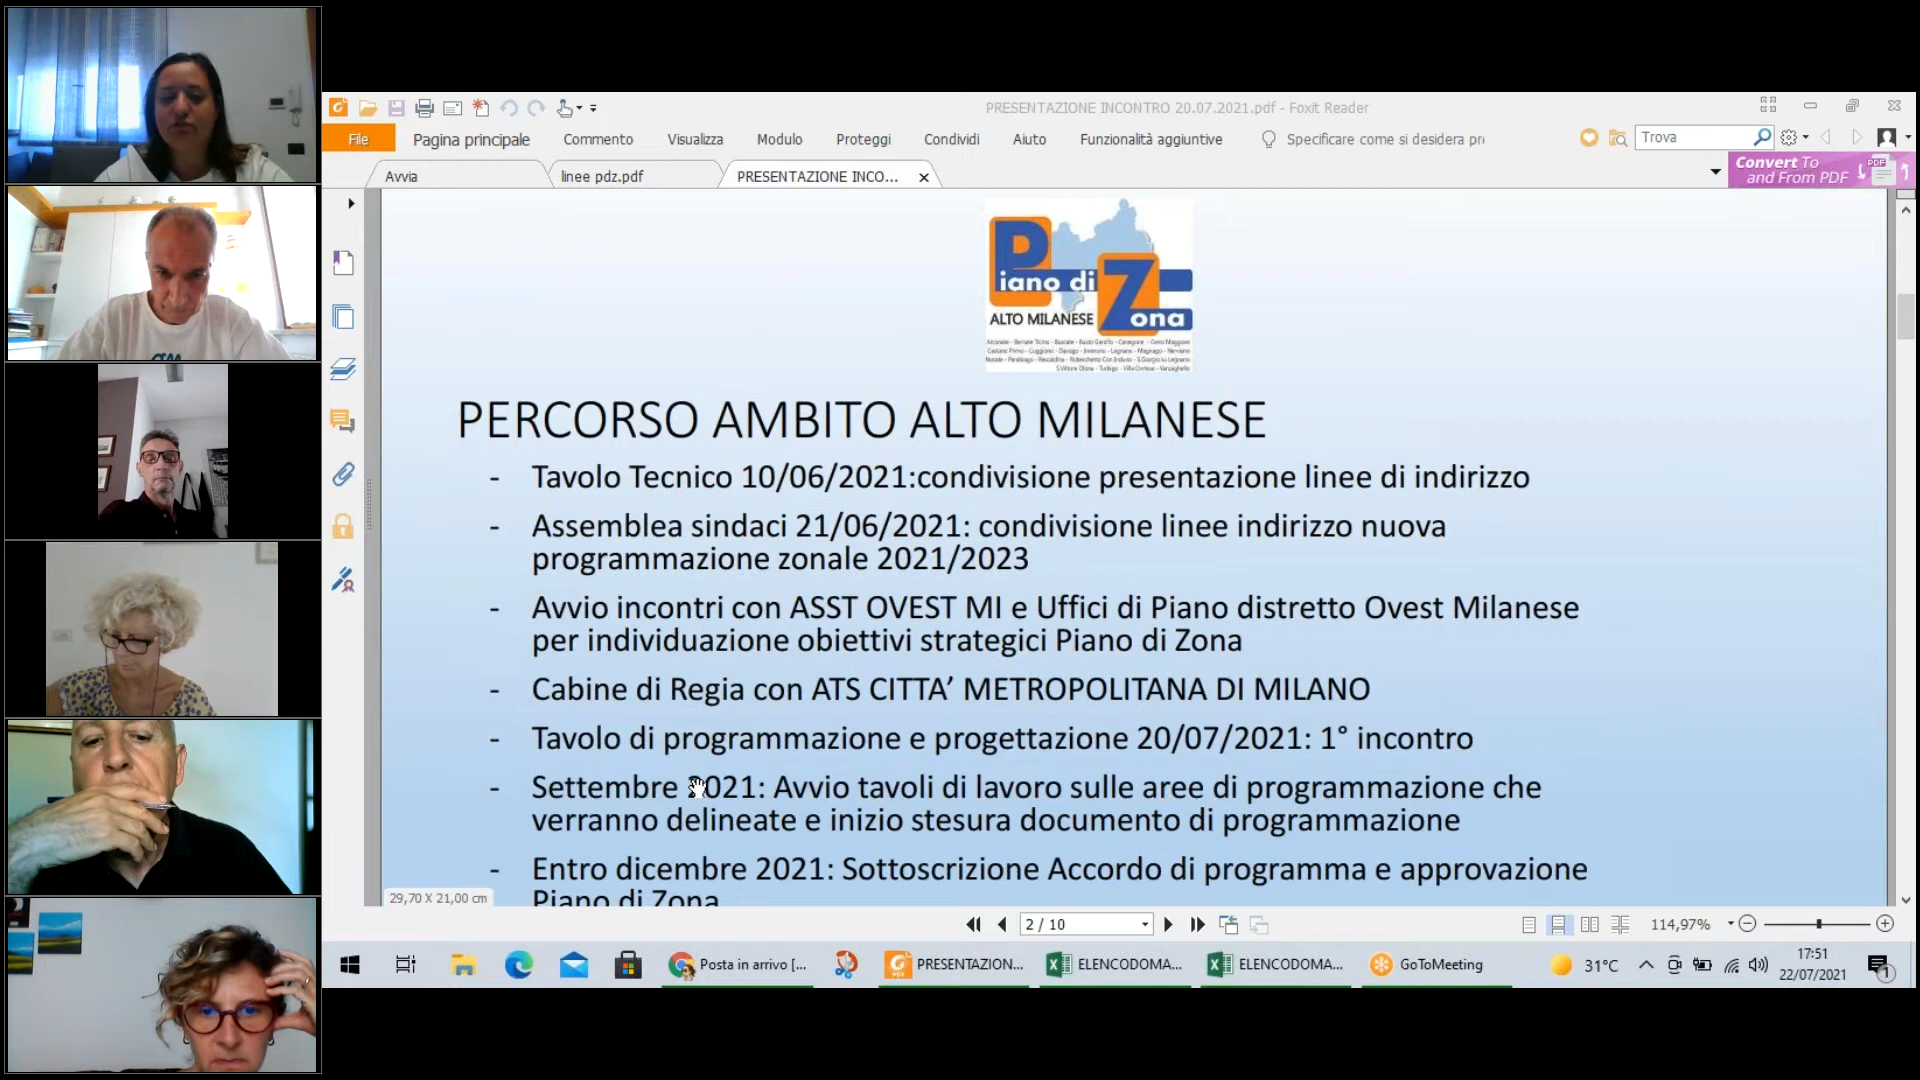 PRESENTAZIONE INCONTRO 20.07.2021.pdf - Foxit Reader
File Pagina principale Commento Visualizza Modulo Proteggi Condividi Aiuto Funzionalità aggiuntive Specificare come si desidera pro Trova
Convert To
and From PDF
PDF
Avvia linee pdz.pdf PRESENTAZIONE INCO... ×
Piano di Zona
ALTO MILANESE
PERCORSO AMBITO ALTO MILANESE
- Tavolo Tecnico 10/06/2021:condivisione presentazione linee di indirizzo
- Assemblea sindaci 21/06/2021: condivisione linee indirizzo nuova
programmazione zonale 2021/2023
- Avvio incontri con ASST OVEST MI e Uffici di Piano distretto Ovest Milanese
per individuazione obiettivi strategici Piano di Zona
- Cabine di Regia con ATS CITTA’ METROPOLITANA DI MILANO
- Tavolo di programmazione e progettazione 20/07/2021: 1° incontro
- Settembre 2021: Avvio tavoli di lavoro sulle aree di programmazione che
verranno delineate e inizio stesura documento di programmazione
- Entro dicembre 2021: Sottoscrizione Accordo di programma e approvazione
Piano di Zona
29,70 X 21,00 cm
2 / 10
114,97%
Posta in arrivo [... PRESENTAZION... ELENCODOMA... ELENCODOMA... GoToMeeting 31°C
17:51
22/07/2021
1